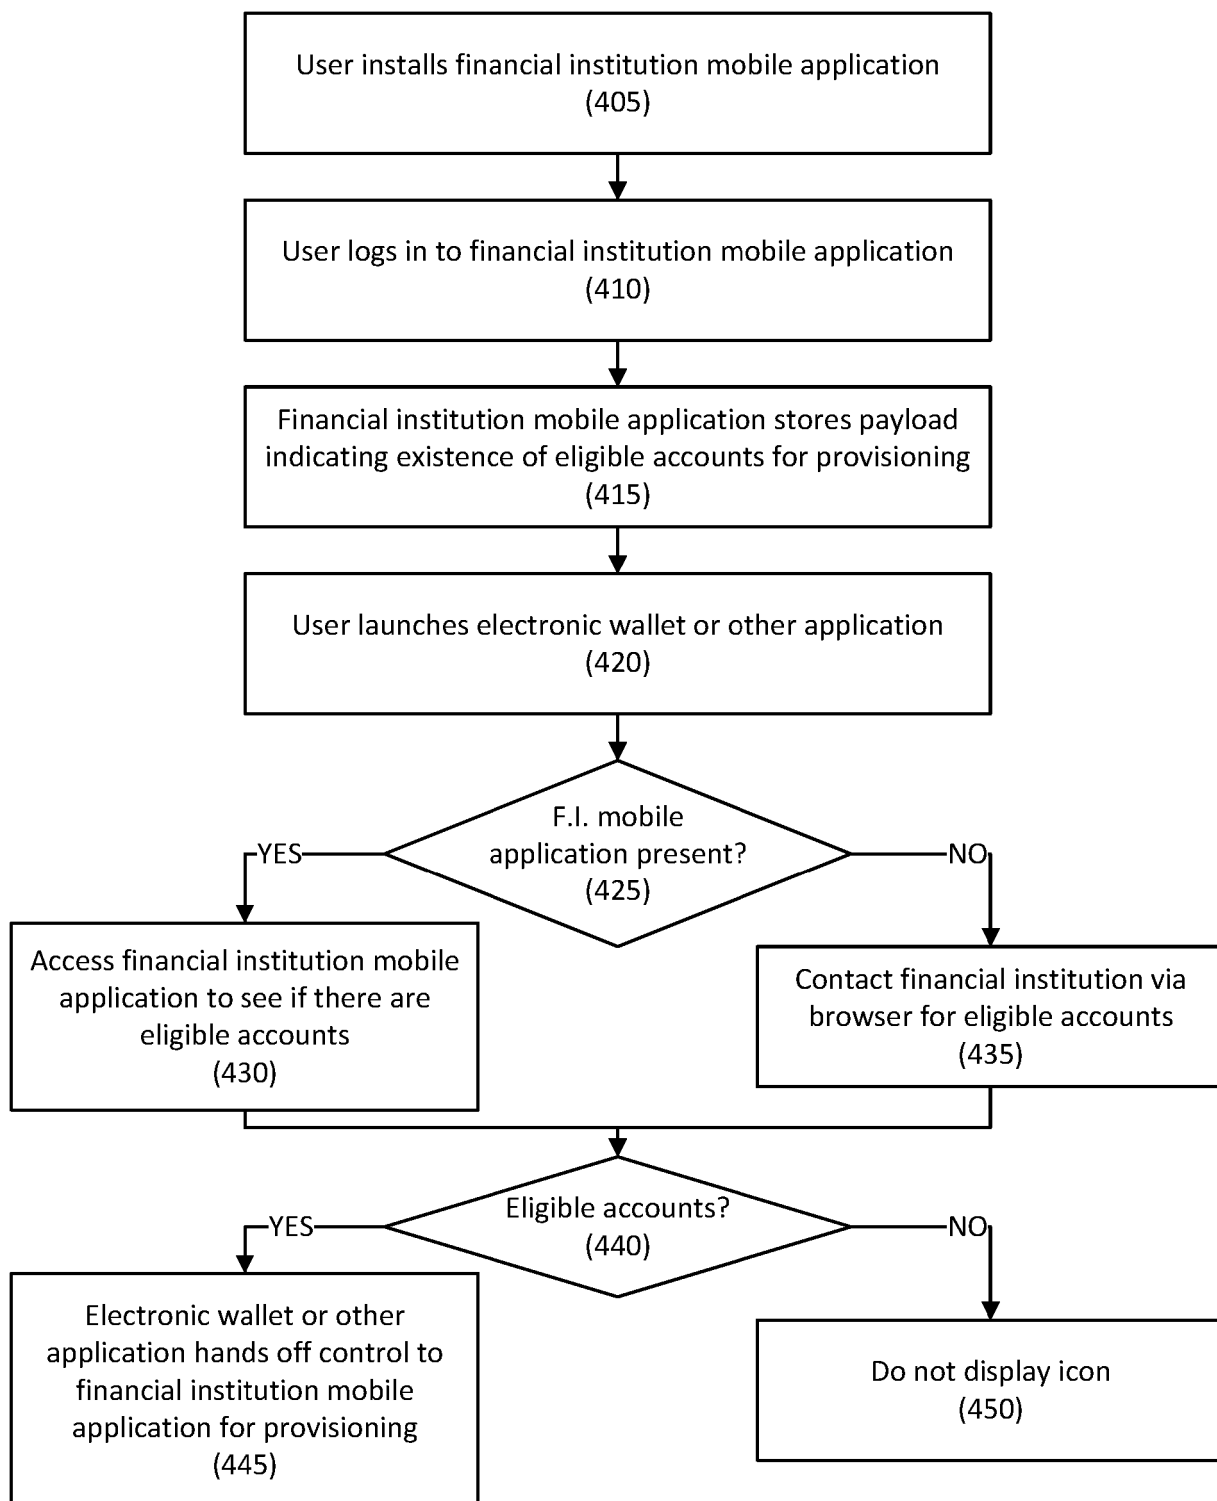 User installs financial institution mobile application
(405)
User logs in to financial institution mobile application
(410)
Financial institution mobile application stores payload
indicating existence of eligible accounts for provisioning
(415)
User launches electronic wallet or other application
(420)
F.I. mobile
application present?
(425)
YES
NO
Access financial institution mobile
application to see if there are
eligible accounts
(430)
Contact financial institution via
browser for eligible accounts
(435)
Eligible accounts?
(440)
YES
NO
Electronic wallet or other
application hands off control to
financial institution mobile
application for provisioning
(445)
Do not display icon
(450)